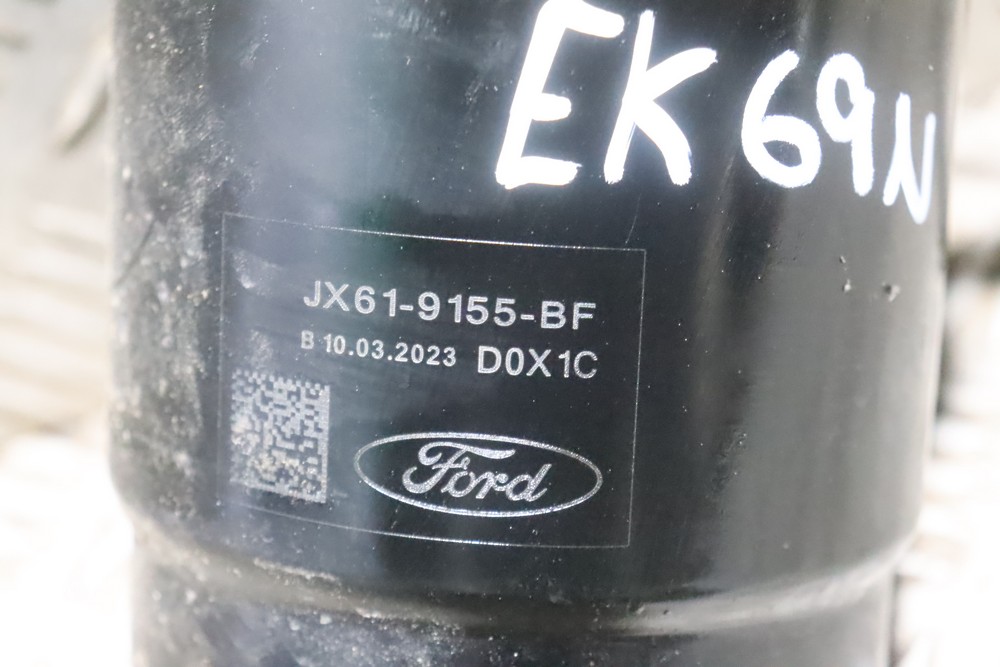 EK69N
JX61-9155-BF
B 10.03.2023 D0X1C
Ford